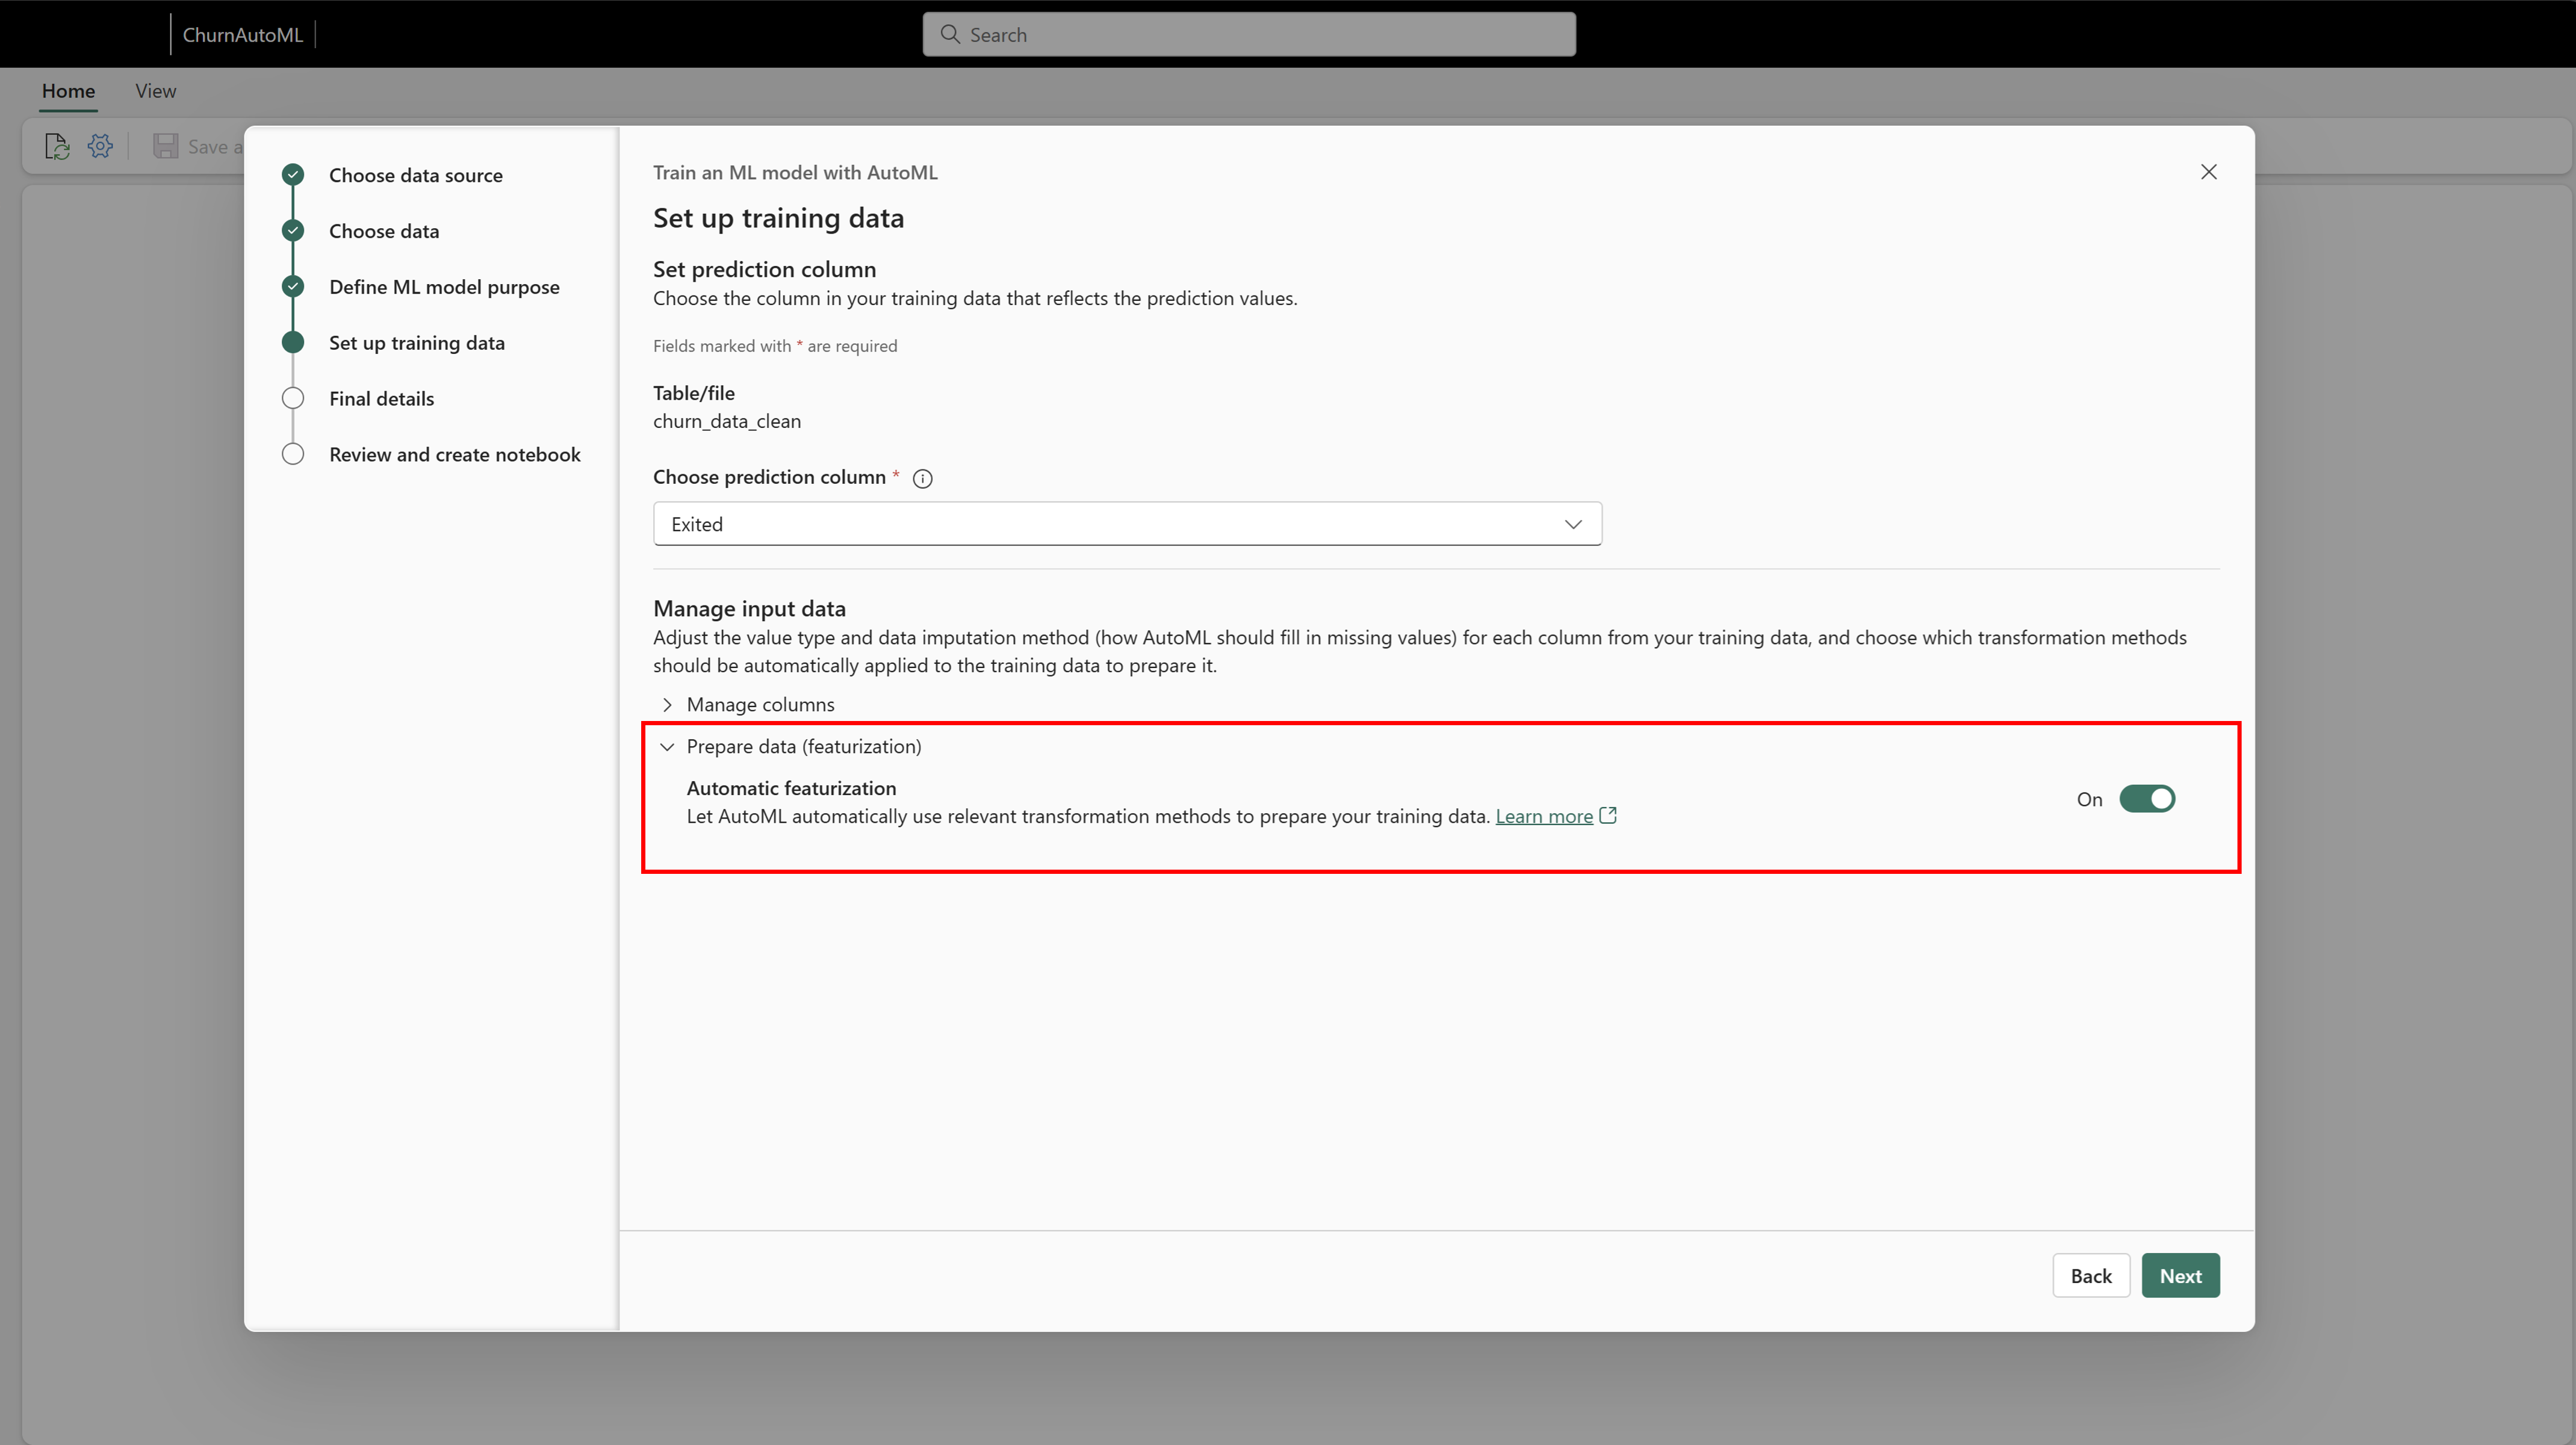 ChurnAutoML
Search
Home
View
Save a
Choose data source
Choose data
Define ML model purpose
Set up training data
Final details
Review and create notebook
Train an ML model with AutoML
Set up training data
Set prediction column
Choose the column in your training data that reflects the prediction values.
Fields marked with * are required
Table/file
churn_data_clean
Choose prediction column *
Exited
Manage input data
Adjust the value type and data imputation method (how AutoML should fill in missing values) for each column from your training data, and choose which transformation methods
should be automatically applied to the training data to prepare it.
Manage columns
Prepare data (featurization)
Automatic featurization
Let AutoML automatically use relevant transformation methods to prepare your training data. Learn more
On
Back
Next